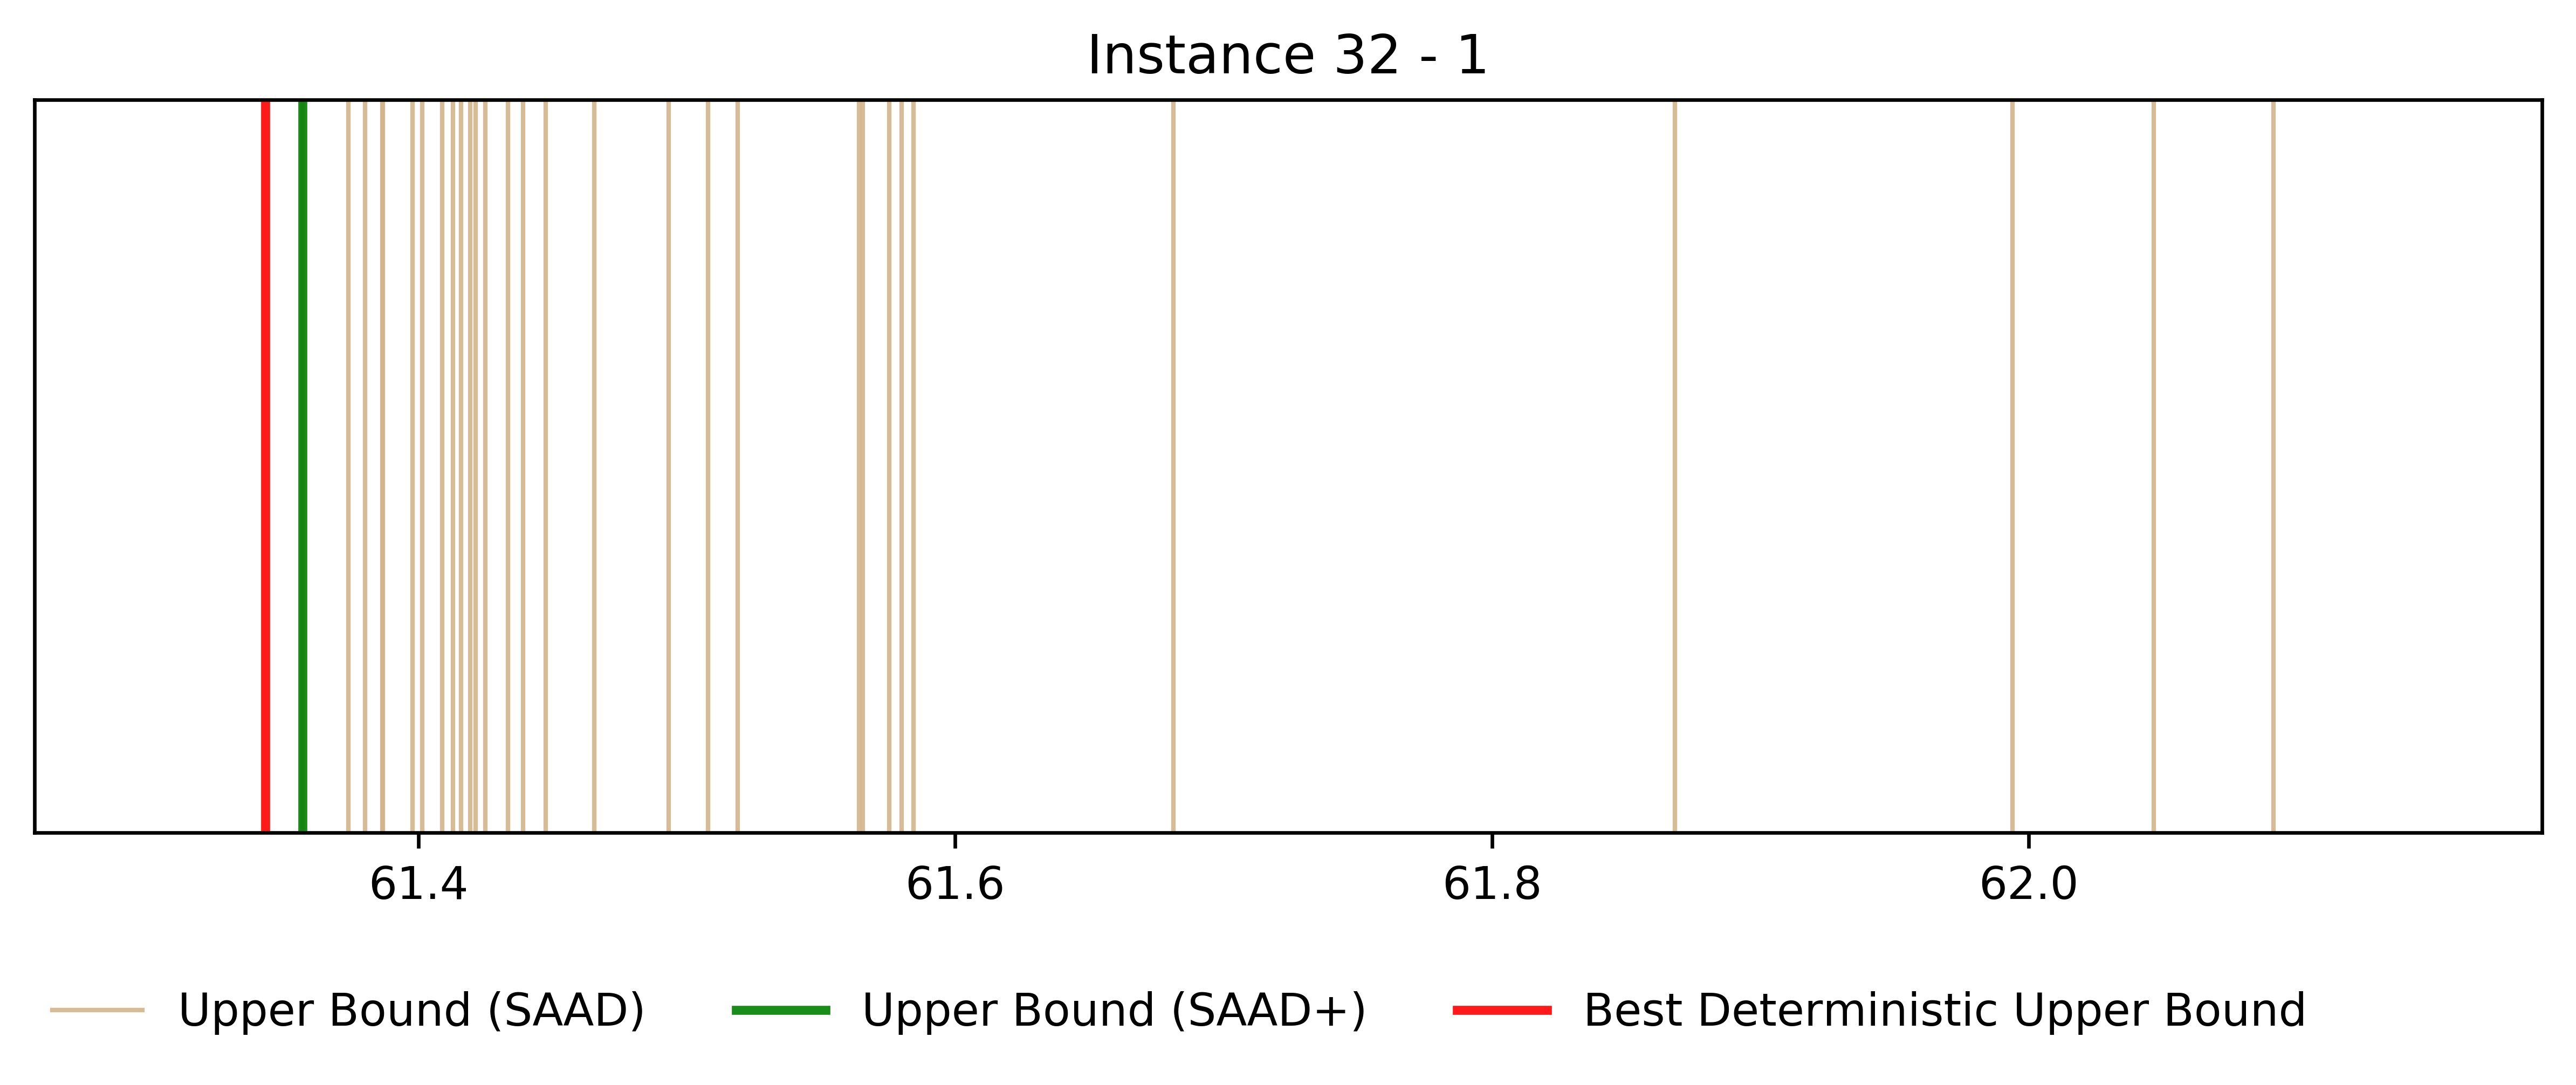 Instance 32 - 1
61.4 61.6 61.8 62.0
Upper Bound (SAAD) Upper Bound (SAAD+) Best Deterministic Upper Bound